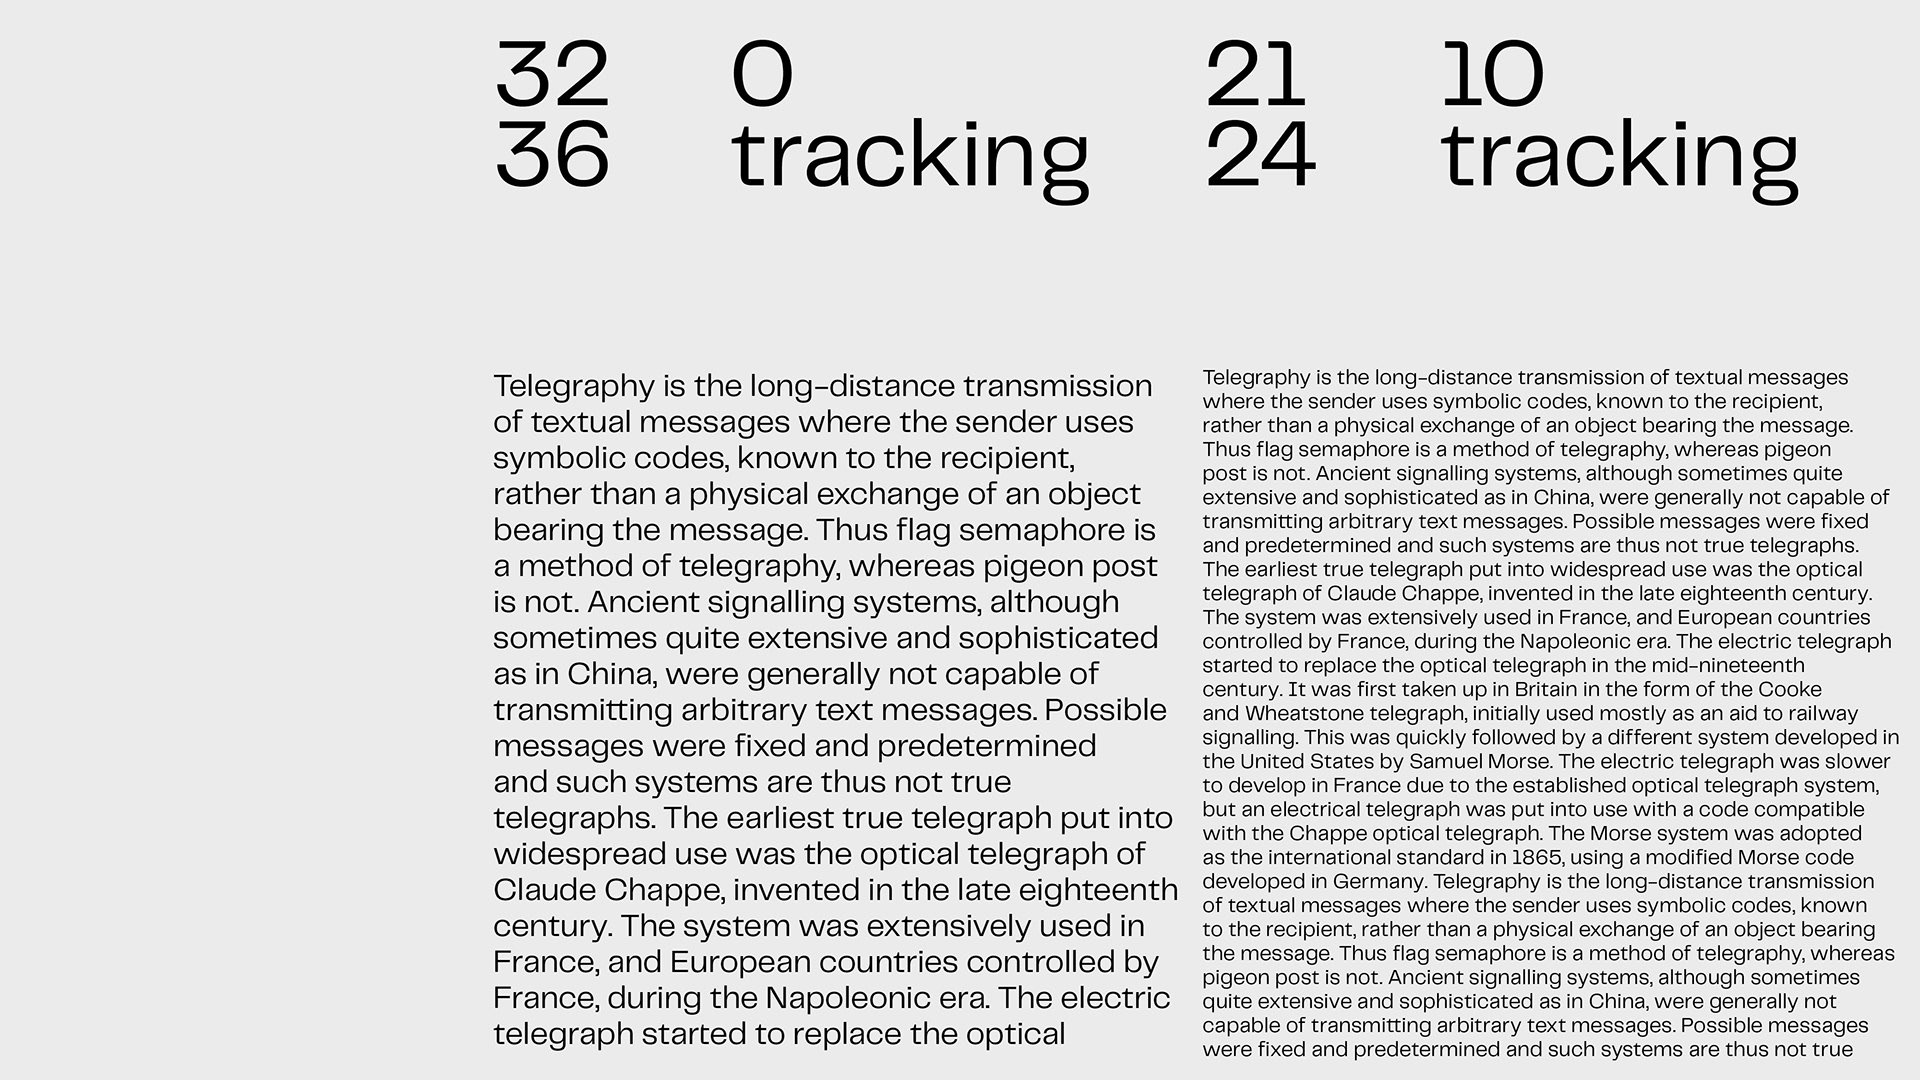 32
36
0
tracking
21
24
10
tracking
Telegraphy is the long-distance transmission
of textual messages where the sender uses
symbolic codes, known to the recipient,
rather than a physical exchange of an object
bearing the message. Thus flag semaphore is
a method of telegraphy, whereas pigeon post
is not. Ancient signalling systems, although
sometimes quite extensive and sophisticated
as in China, were generally not capable of
transmitting arbitrary text messages. Possible
messages were fixed and predetermined
and such systems are thus not true
telegraphs. The earliest true telegraph put into
widespread use was the optical telegraph of
Claude Chappe, invented in the late eighteenth
century. The system was extensively used in
France, and European countries controlled by
France, during the Napoleonic era. The electric
telegraph started to replace the optical
Telegraphy is the long-distance transmission of textual messages
where the sender uses symbolic codes, known to the recipient,
rather than a physical exchange of an object bearing the message.
Thus flag semaphore is a method of telegraphy, whereas pigeon
post is not. Ancient signalling systems, although sometimes quite
extensive and sophisticated as in China, were generally not capable of
transmitting arbitrary text messages. Possible messages were fixed
and predetermined and such systems are thus not true telegraphs.
The earliest true telegraph put into widespread use was the optical
telegraph of Claude Chappe, invented in the late eighteenth century.
The system was extensively used in France, and European countries
controlled by France, during the Napoleonic era. The electric telegraph
started to replace the optical telegraph in the mid-nineteenth
century. It was first taken up in Britain in the form of the Cooke
and Wheatstone telegraph, initially used mostly as an aid to railway
signalling. This was quickly followed by a different system developed in
the United States by Samuel Morse. The electric telegraph was slower
to develop in France due to the established optical telegraph system,
but an electrical telegraph was put into use with a code compatible
with the Chappe optical telegraph. The Morse system was adopted
as the international standard in 1865, using a modified Morse code
developed in Germany. Telegraphy is the long-distance transmission
of textual messages where the sender uses symbolic codes, known
to the recipient, rather than a physical exchange of an object bearing
the message. Thus flag semaphore is a method of telegraphy, whereas
pigeon post is not. Ancient signalling systems, although sometimes
quite extensive and sophisticated as in China, were generally not
capable of transmitting arbitrary text messages. Possible messages
were fixed and predetermined and such systems are thus not true